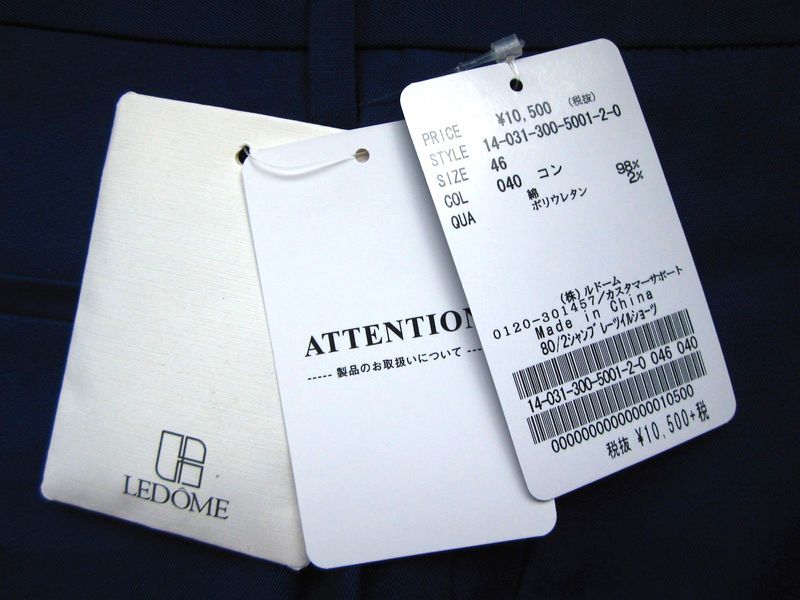 LEDÔME
ATTENTION
----- 製品のお取扱いについて -----
PRICE ¥10,500 (税抜)
STYLE 14-031-300-5001-2-0
SIZE 46
COL 040 コン
QUA 綿 98%
ポリウレタン 2%
(株)ルドーム
0120-301457/カスタマーサポート
Made in China
80/2シャンブレーツイルショーツ
14-031-300-5001-2-0 046 040
0000000000000010500
税抜 ¥10,500+税